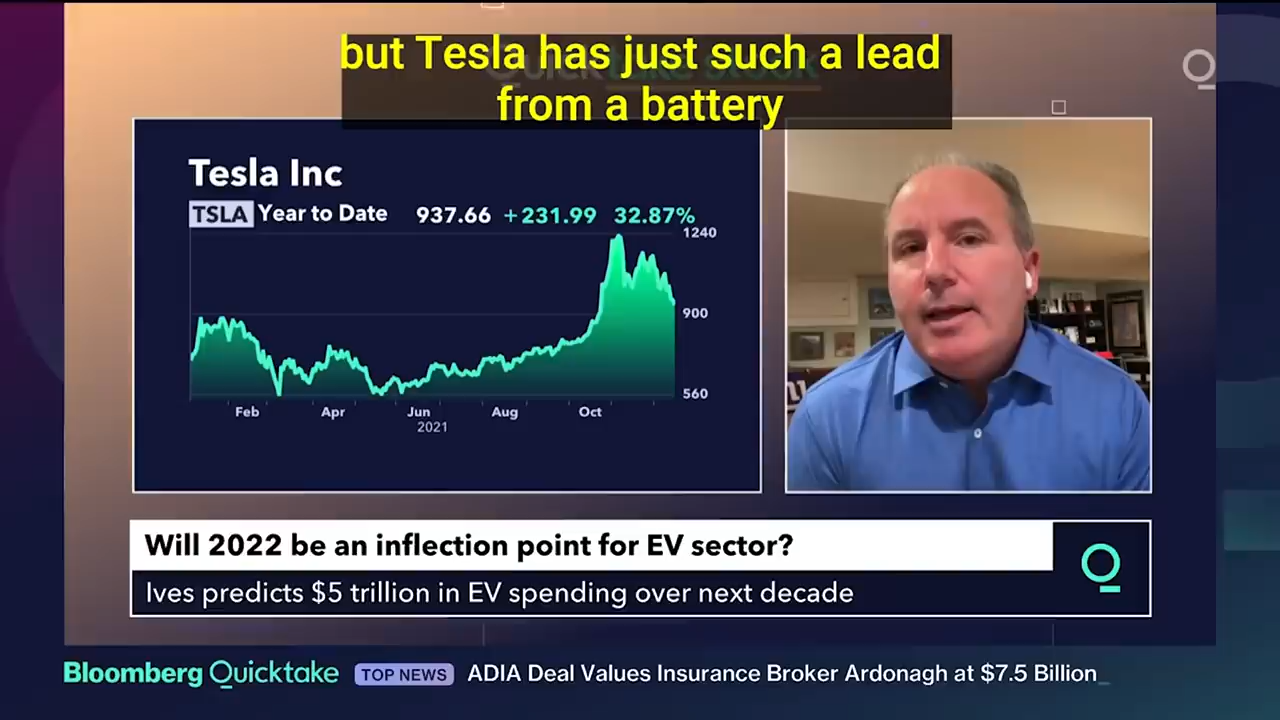 but Tesla has just such a lead
from a battery
Tesla Inc
TSLA Year to Date 937.66 +231.99 32.87%
1240
900
560
Feb Apr Jun Aug Oct
2021
Will 2022 be an inflection point for EV sector?
Ives predicts $5 trillion in EV spending over next decade
Bloomberg Quicktake TOP NEWS ADIA Deal Values Insurance Broker Ardonagh at $7.5 Billion_